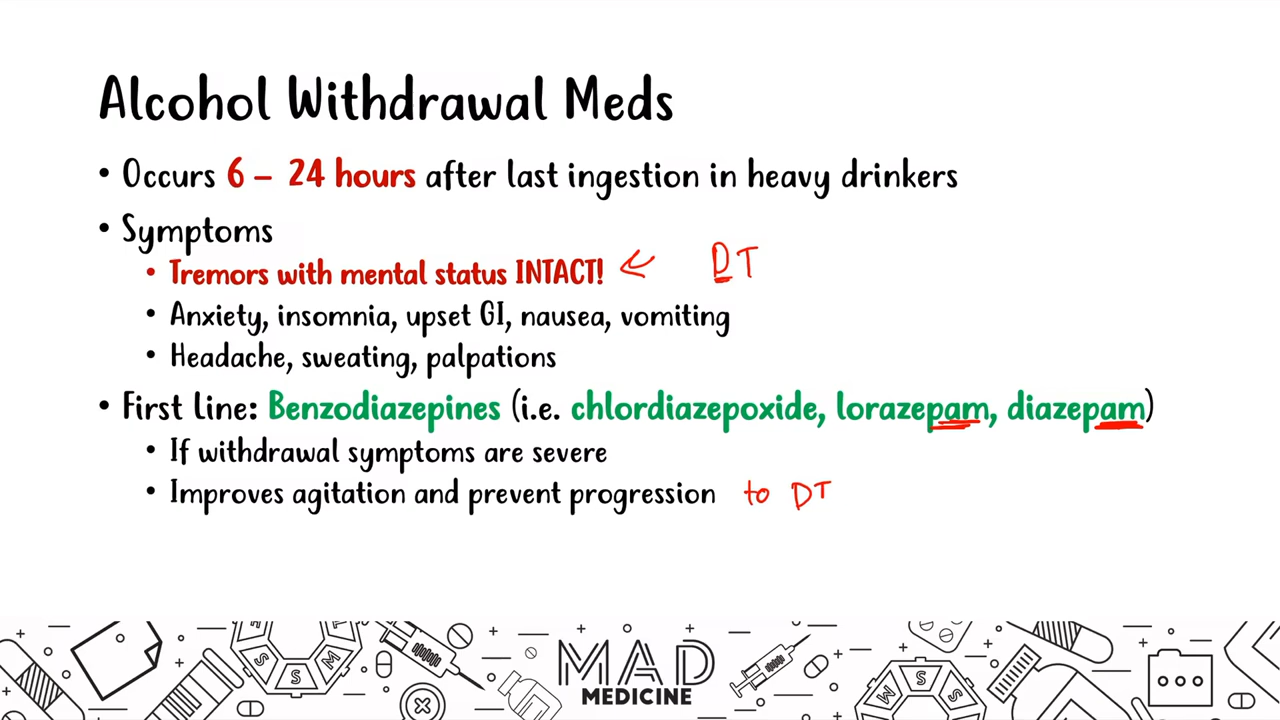 Alcohol Withdrawal Meds
• Occurs 6 – 24 hours after last ingestion in heavy drinkers
• Symptoms
• Tremors with mental status INTACT! DT
• Anxiety, insomnia, upset GI, nausea, vomiting
• Headache, sweating, palpations
• First Line: Benzodiazepines (i.e. chlordiazepoxide, lorazepam, diazepam)
• If withdrawal symptoms are severe
• Improves agitation and prevent progression to DT
MAD
MEDICINE